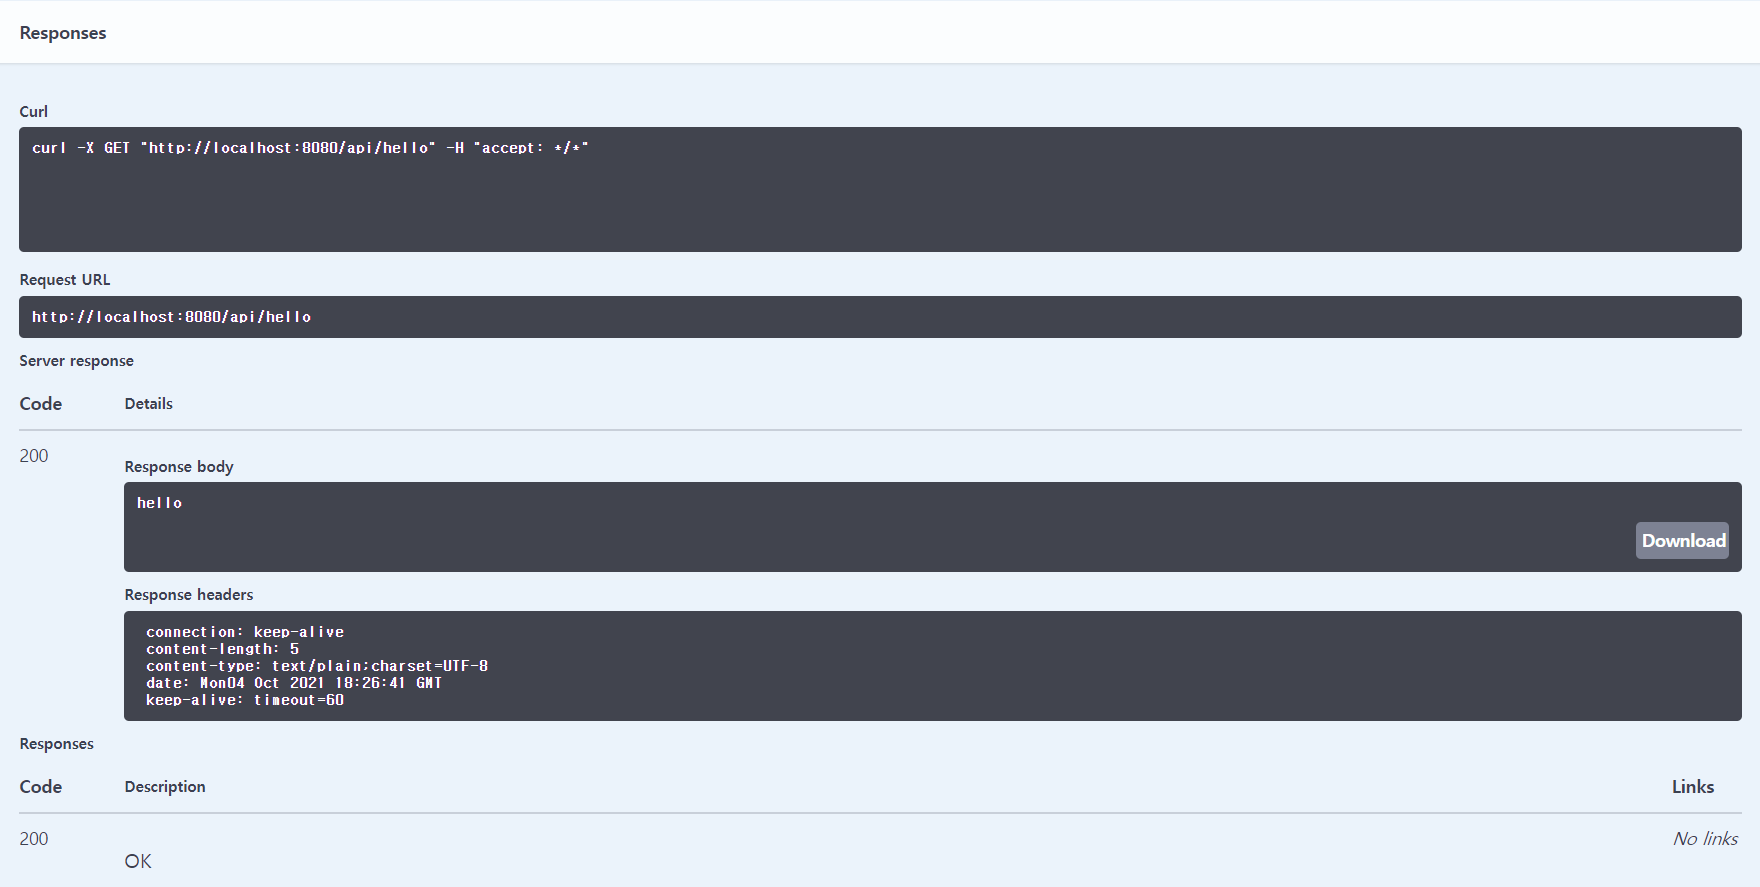 Responses
Curl
curl -X GET "http://localhost:8080/api/hello" -H "accept: */*"
Request URL
http://localhost:8080/api/hello
Server response
Code Details
200
Response body
hello
Download
Response headers
connection: keep-alive
content-length: 5
content-type: text/plain;charset=UTF-8
date: Mon04 Oct 2021 18:26:41 GMT
keep-alive: timeout=60
Responses
Code Description Links
200 No links
OK